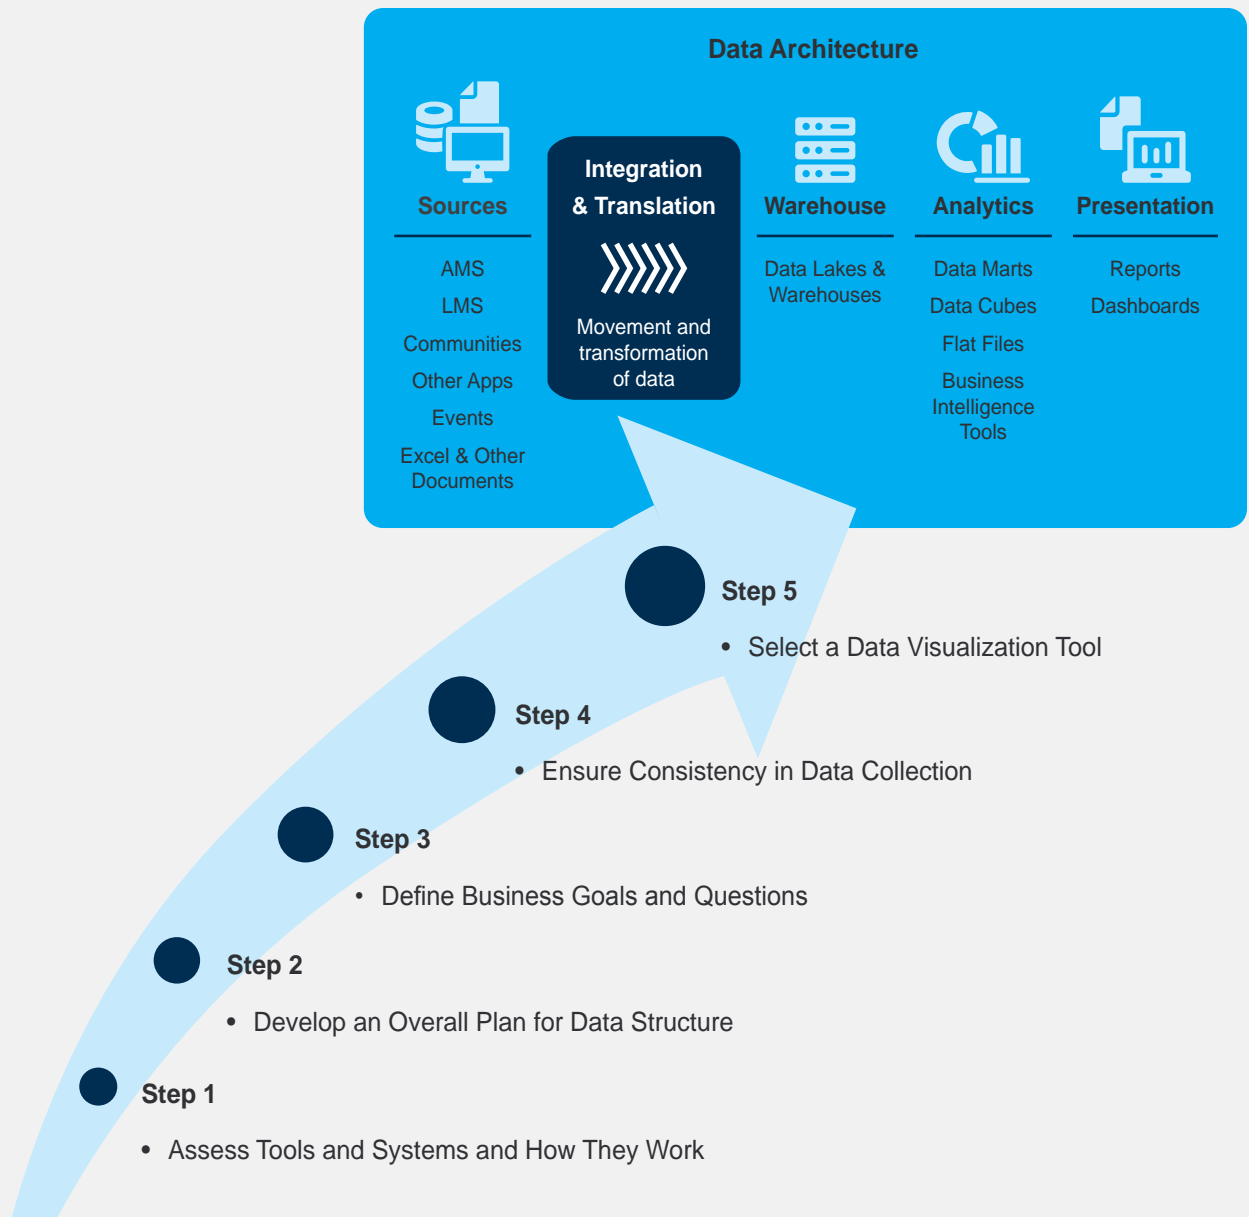 Data Architecture
Sources
AMS
LMS
Communities
Other Apps
Events
Excel & Other
Documents
Integration
& Translation
Movement and
transformation
of data
Warehouse
Data Lakes &
Warehouses
Analytics
Data Marts
Data Cubes
Flat Files
Business
Intelligence
Tools
Presentation
Reports
Dashboards
Step 5
• Select a Data Visualization Tool
Step 4
• Ensure Consistency in Data Collection
Step 3
• Define Business Goals and Questions
Step 2
• Develop an Overall Plan for Data Structure
Step 1
• Assess Tools and Systems and How They Work